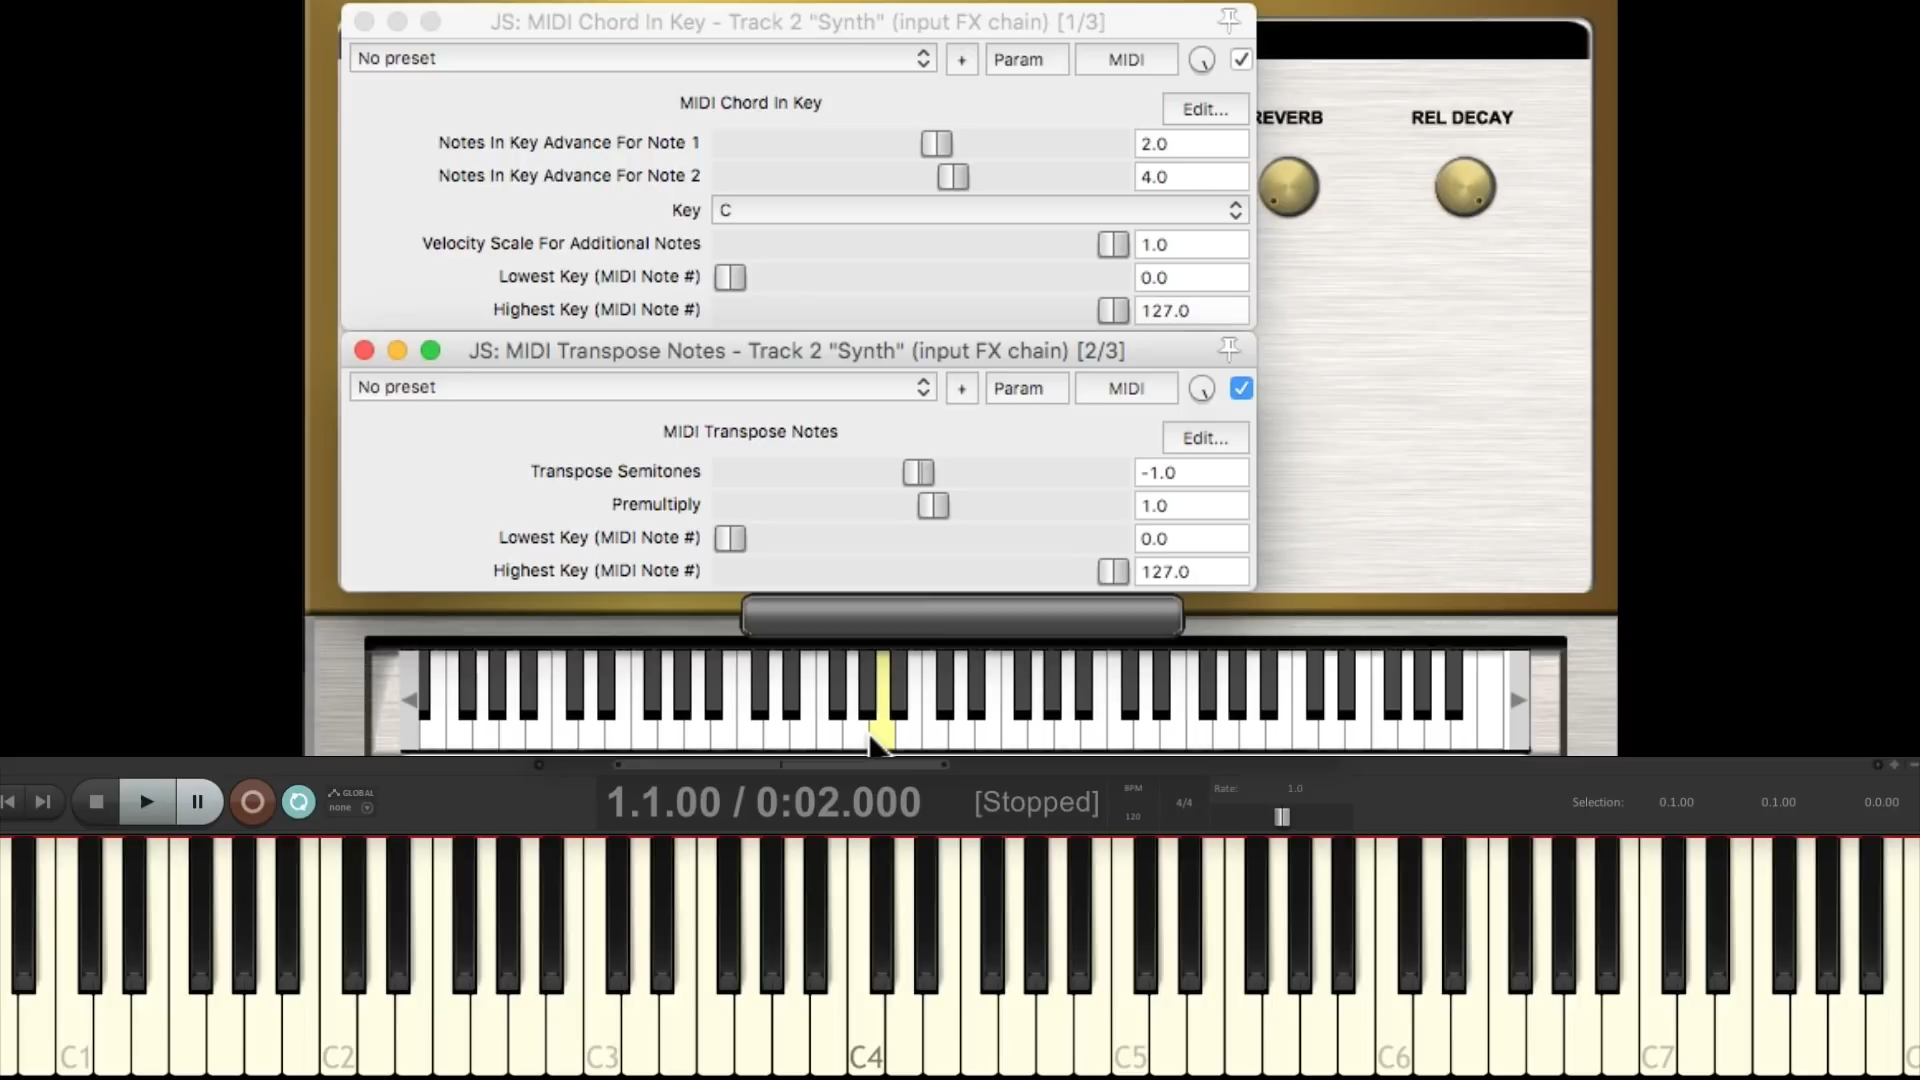 JS: MIDI Chord In Key - Track 2 "Synth" (input FX chain) [1/3]
No preset
+
Param
MIDI
MIDI Chord In Key
Edit...
Notes In Key Advance For Note 1
2.0
Notes In Key Advance For Note 2
4.0
Key
C
Velocity Scale For Additional Notes
1.0
Lowest Key (MIDI Note #)
0.0
Highest Key (MIDI Note #)
127.0
EVERB
REL DECAY
JS: MIDI Transpose Notes - Track 2 "Synth" (input FX chain) [2/3]
No preset
+
Param
MIDI
MIDI Transpose Notes
Edit...
Transpose Semitones
-1.0
Premultiply
1.0
Lowest Key (MIDI Note #)
0.0
Highest Key (MIDI Note #)
127.0
GLOBAL
none
1.1.00 / 0:02.000
[Stopped]
BPM
120
4/4
Rate:
1.0
Selection:
0.1.00
0.1.00
0.0.00
C1
C2
C3
C4
C5
C6
C7